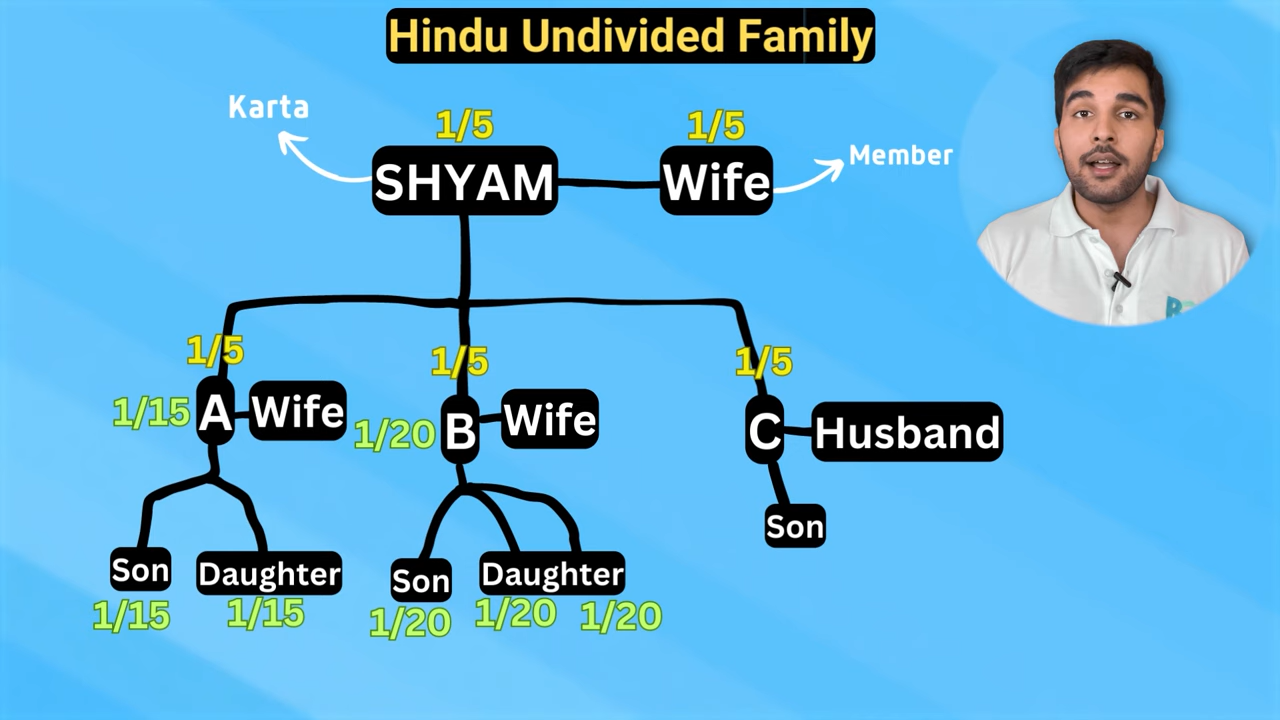 Hindu Undivided Family
Karta
1/5
1/5
Member
SHYAM
Wife
1/5
1/5
1/5
1/15
A
Wife
1/20
B
Wife
C
Husband
Son
Son
Daughter
Son
Daughter
1/15
1/15
1/20
1/20
1/20